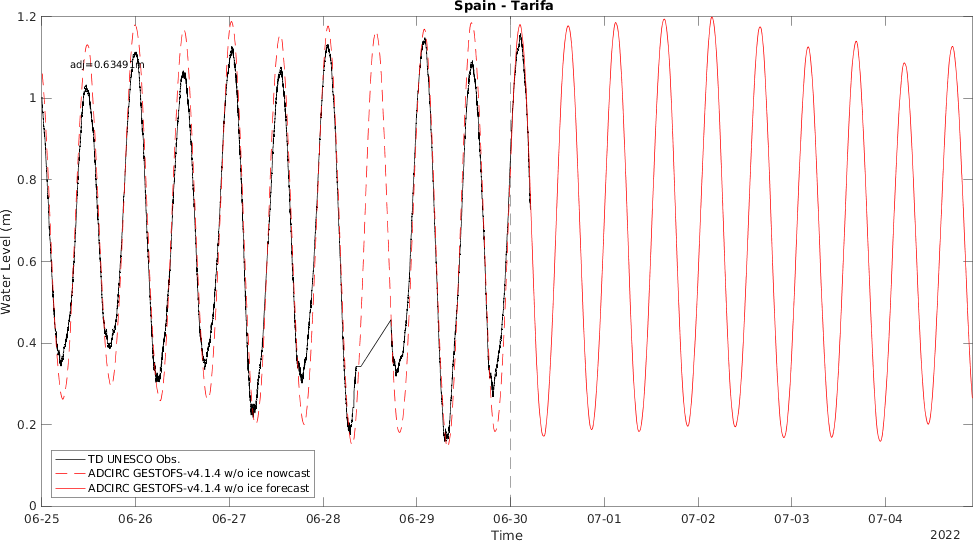 Spain - Tarifa
1.2
adj=0.63491m
1
0.8
0.6
0.4
0.2
0
Water Level (m)
TD UNESCO Obs.
ADCIRC GESTOFS-v4.1.4 w/o ice nowcast
ADCIRC GESTOFS-v4.1.4 w/o ice forecast
06-25 06-26 06-27 06-28 06-29 06-30 07-01 07-02 07-03 07-04
Time
2022